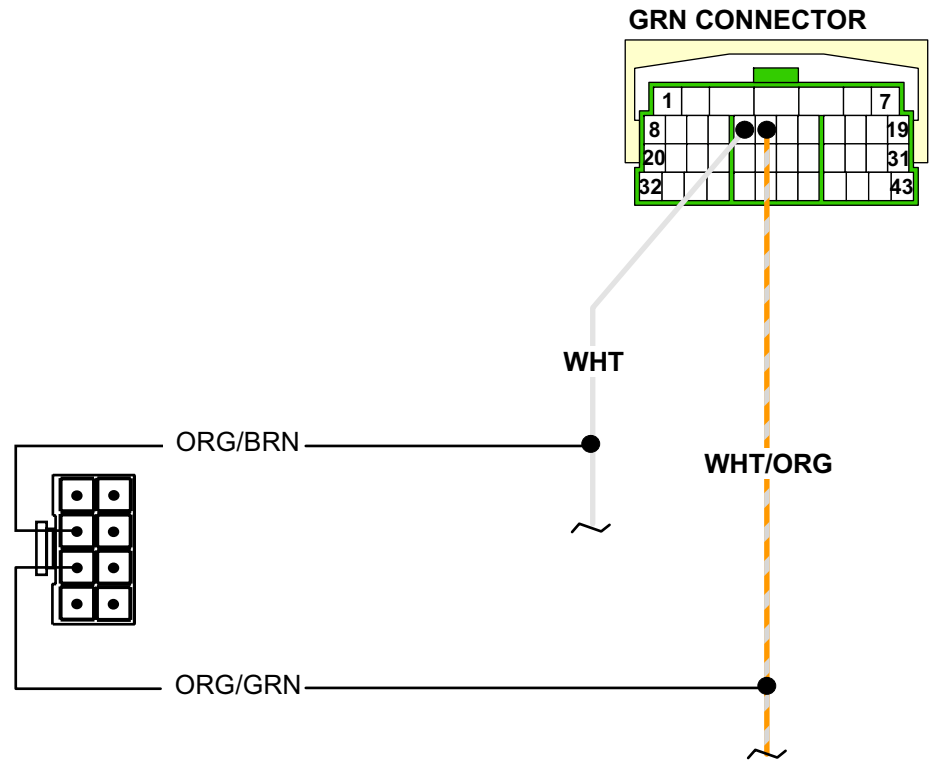 GRN CONNECTOR
1 7
8 19
20 31
32 43
WHT
ORG/BRN
WHT/ORG
ORG/GRN